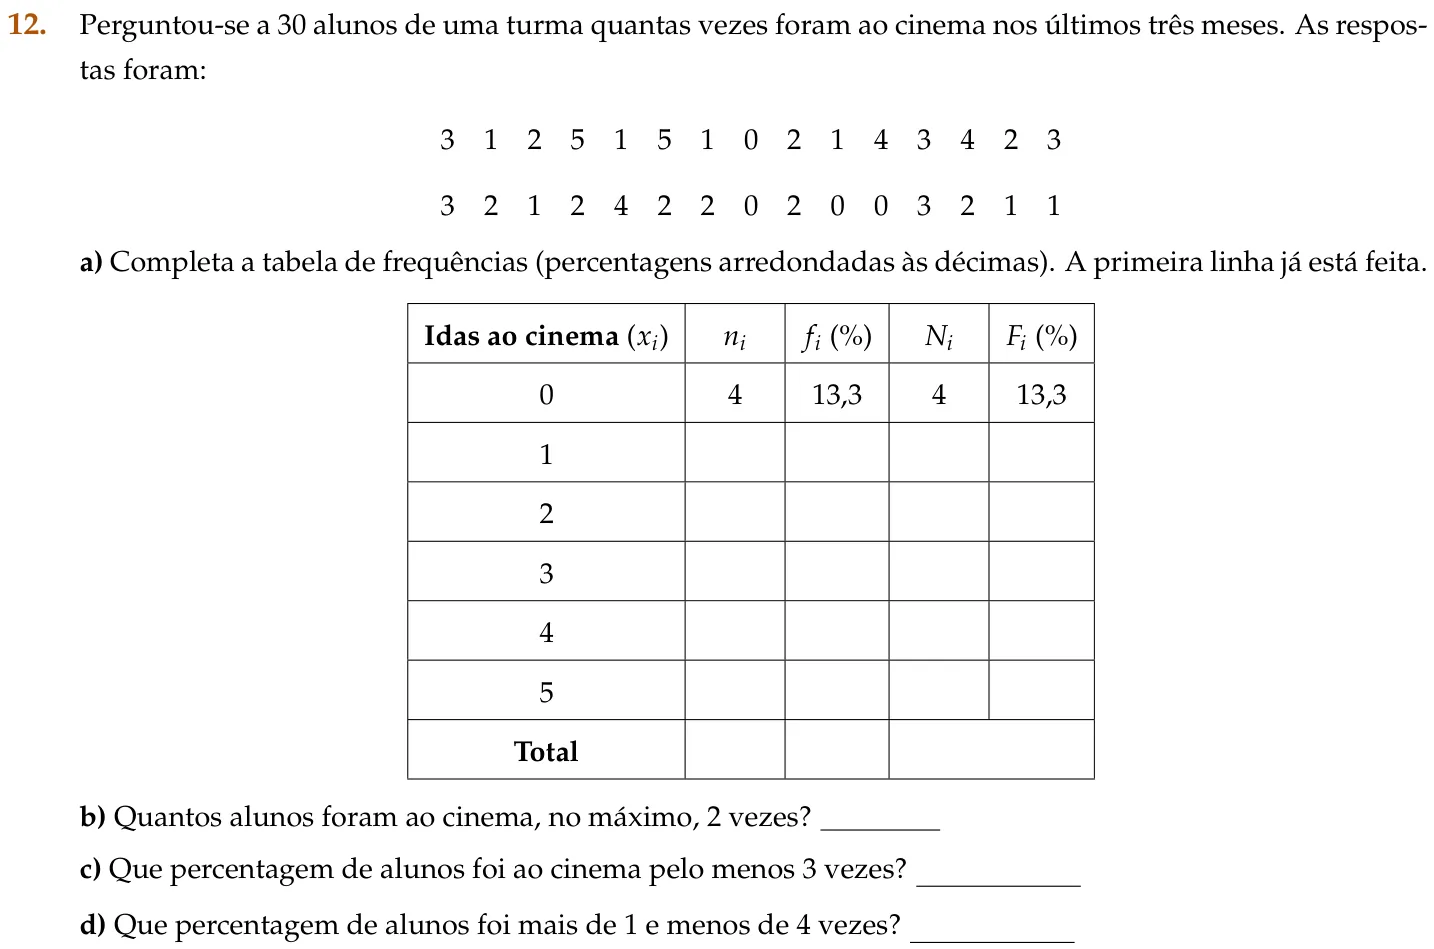 12. Perguntou-se a 30 alunos de uma turma quantas vezes foram ao cinema nos últimos três meses. As respos-
tas foram:
3 1 2 5 1 5 1 0 2 1 4 3 4 2 3
3 2 1 2 4 2 2 0 2 0 0 3 2 1 1
a) Completa a tabela de frequências (percentagens arredondadas às décimas). A primeira linha já está feita.
Idas ao cinema (xᵢ) nᵢ fᵢ (%) Nᵢ Fᵢ (%)
0 4 13,3 4 13,3
1
2
3
4
5
Total
b) Quantos alunos foram ao cinema, no máximo, 2 vezes? ________
c) Que percentagem de alunos foi ao cinema pelo menos 3 vezes? ___________
d) Que percentagem de alunos foi mais de 1 e menos de 4 vezes? ___________